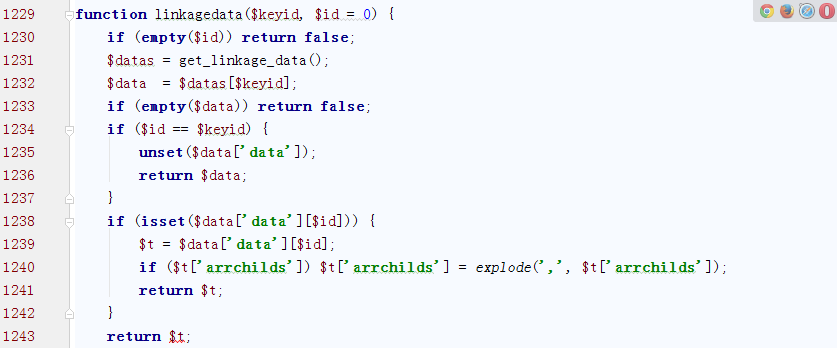 1229 function linkagedata($keyid, $id = 0) {
1230     if (empty($id)) return false;
1231     $datas = get_linkage_data();
1232     $data  = $datas[$keyid];
1233     if (empty($data)) return false;
1234     if ($id == $keyid) {
1235         unset($data['data']);
1236         return $data;
1237     }
1238     if (isset($data['data'][$id])) {
1239         $t = $data['data'][$id];
1240         if ($t['arrchilds']) $t['arrchilds'] = explode(',', $t['arrchilds']);
1241         return $t;
1242     }
1243     return $t;